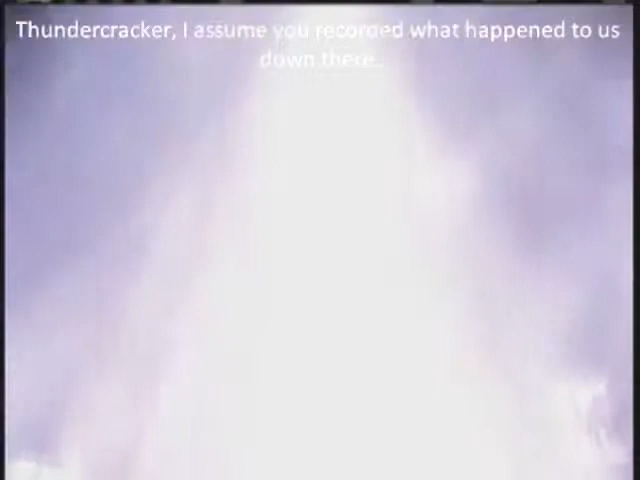 Thundercracker, I assume you recorded what happened to us
down there.